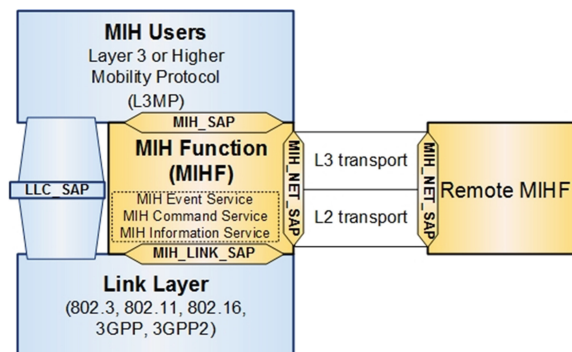 MIH Users
Layer 3 or Higher
Mobility Protocol
(L3MP)
MIH_SAP
MIH Function
(MIHF)
MIH Event Service
MIH Command Service
MIH Information Service
MIH_LINK_SAP
LLC_SAP
MIH_NET_SAP
L3 transport
L2 transport
MIH_NET_SAP
Remote MIHF
Link Layer
(802.3, 802.11, 802.16,
3GPP, 3GPP2)